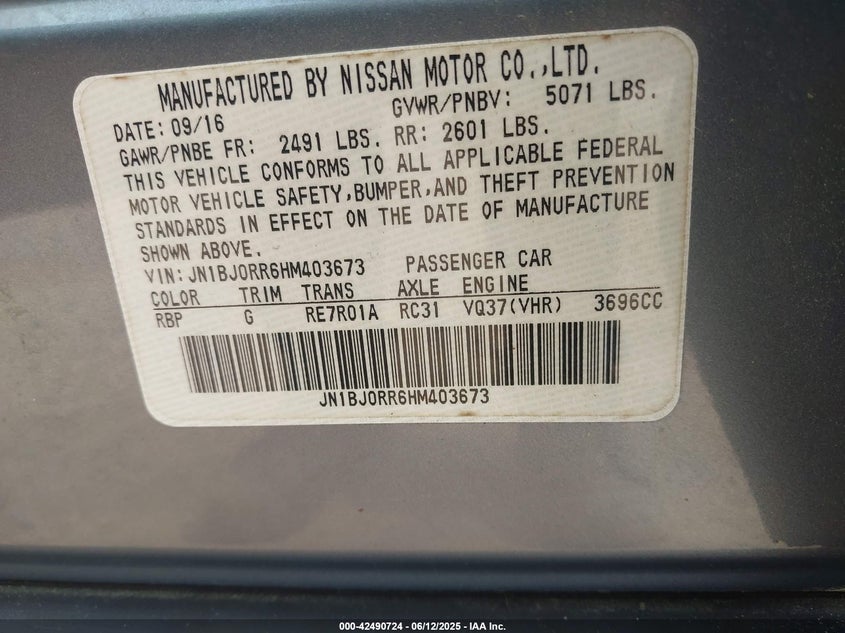 MANUFACTURED BY NISSAN MOTOR CO.,LTD.
DATE: 09/16 GVWR/PNBV: 5071 LBS.
GAWR/PNBE FR: 2491 LBS. RR: 2601 LBS.
THIS VEHICLE CONFORMS TO ALL APPLICABLE FEDERAL
MOTOR VEHICLE SAFETY,BUMPER,AND THEFT PREVENTION
STANDARDS IN EFFECT ON THE DATE OF MANUFACTURE
SHOWN ABOVE.
VIN: JN1BJ0RR6HM403673 PASSENGER CAR
COLOR TRIM TRANS AXLE ENGINE
RBP G RE7R01A RC31 VQ37(VHR) 3696CC
JN1BJ0RR6HM403673
000-42490724 - 06/12/2025 - IAA Inc.